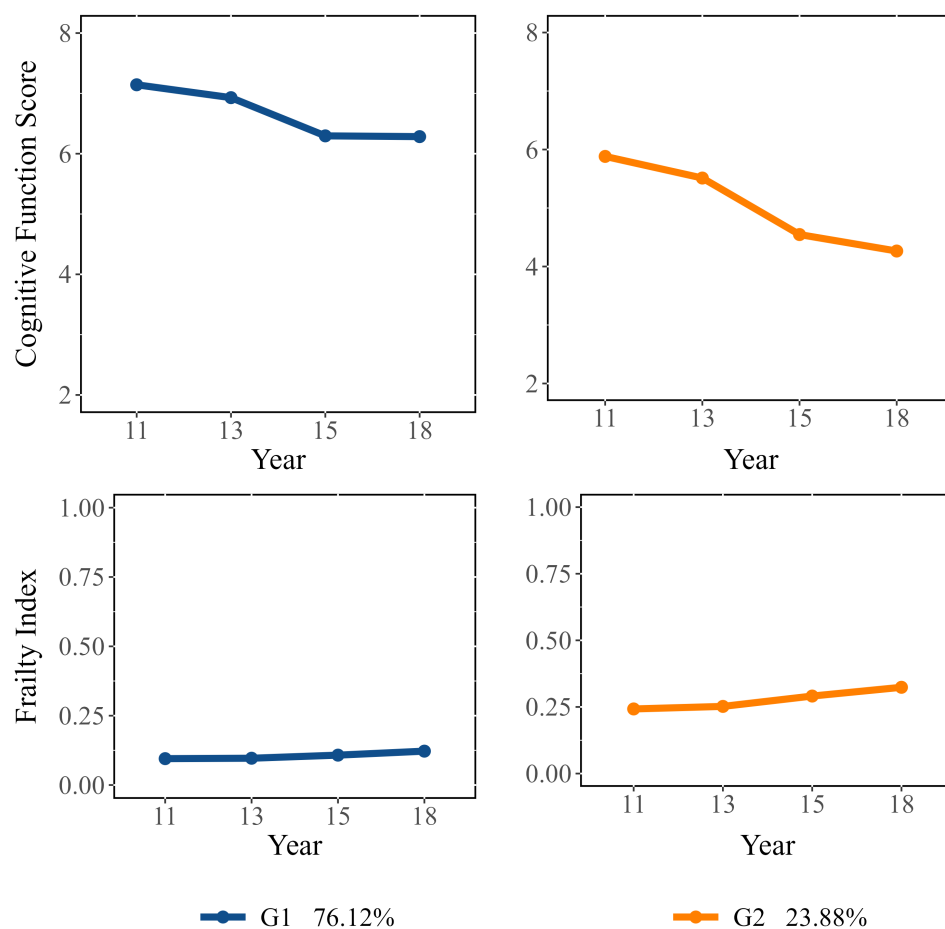 Cognitive Function Score
8
6
4
2
11 13 15 18
Year
8
6
4
2
11 13 15 18
Year
Frailty Index
1.00
0.75
0.50
0.25
0.00
11 13 15 18
Year
1.00
0.75
0.50
0.25
0.00
11 13 15 18
Year
G1 76.12%
G2 23.88%